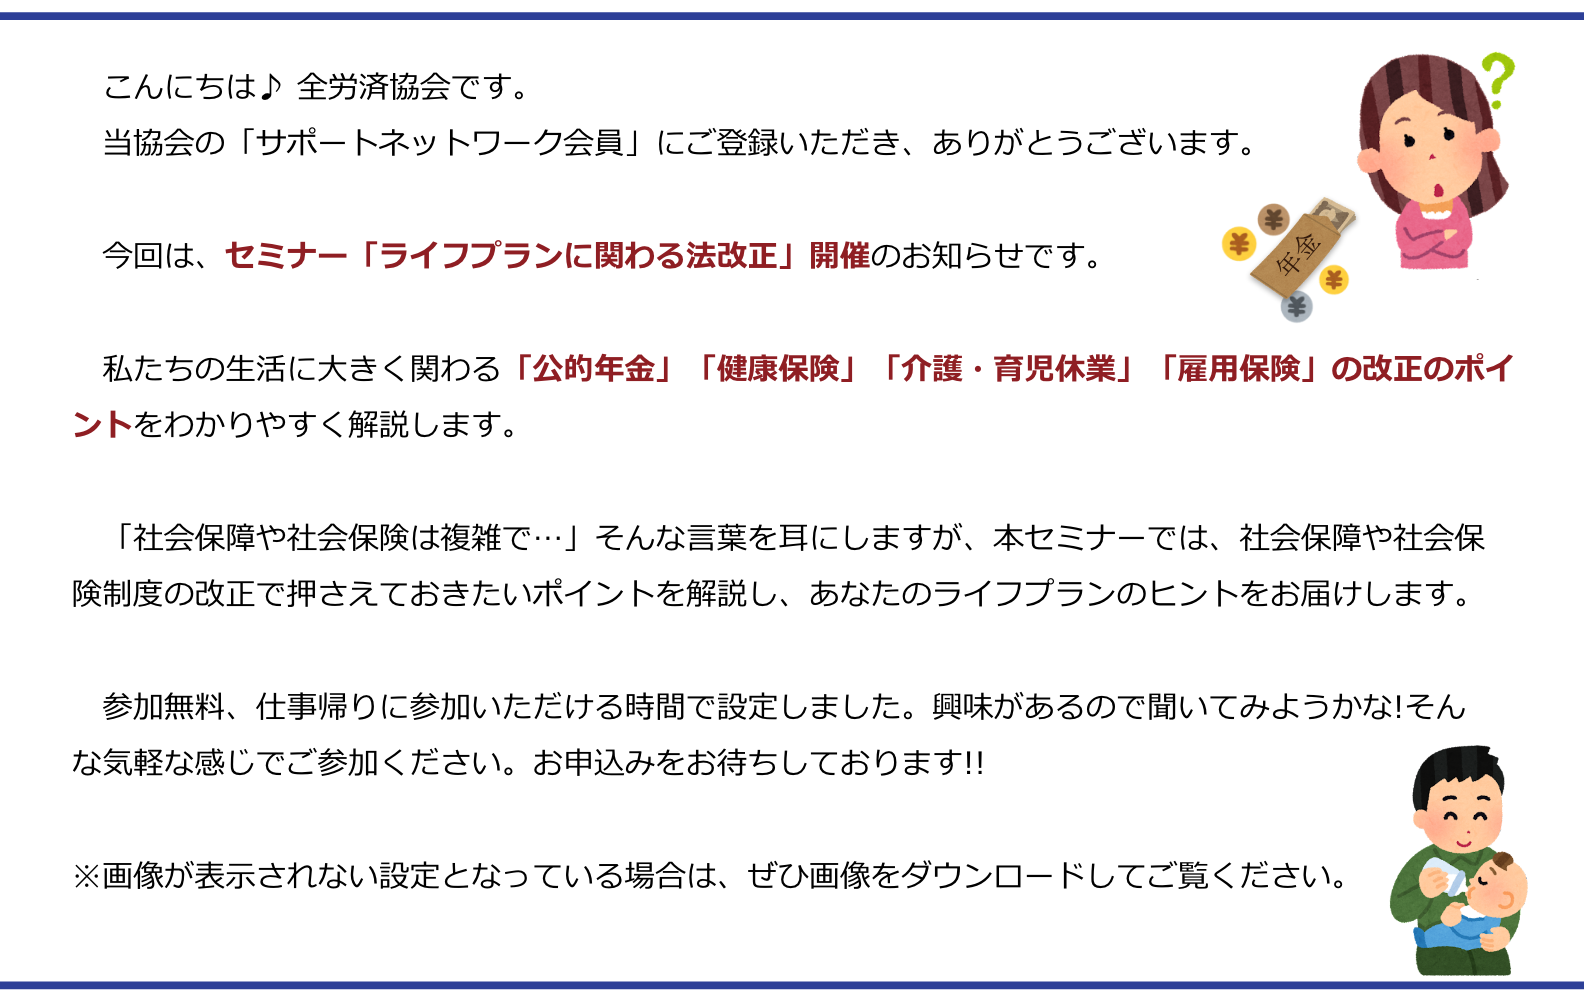 こんにちは♪ 全労済協会です。
当協会の「サポートネットワーク会員」にご登録いただき、ありがとうございます。
今回は、セミナー「ライフプランに関わる法改正」開催のお知らせです。
年金
私たちの生活に大きく関わる「公的年金」「健康保険」「介護・育児休業」「雇用保険」の改正のポイ
ントをわかりやすく解説します。
「社会保障や社会保険は複雑で…」そんな言葉を耳にしますが、本セミナーでは、社会保障や社会保
険制度の改正で押さえておきたいポイントを解説し、あなたのライフプランのヒントをお届けします。
参加無料、仕事帰りに参加いただける時間で設定しました。興味があるので聞いてみようかな!そん
な気軽な感じでご参加ください。お申込みをお待ちしております!!
※画像が表示されない設定となっている場合は、ぜひ画像をダウンロードしてご覧ください。